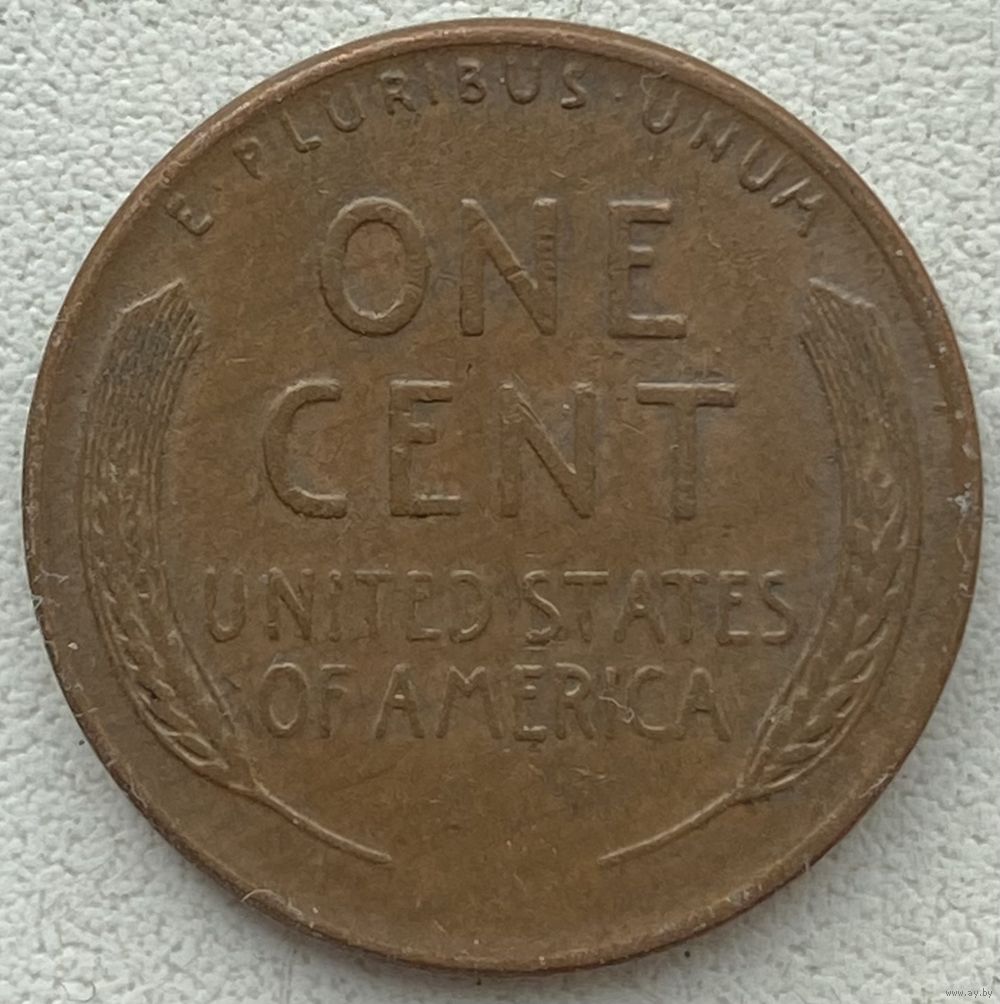 E PLURIBUS · UNUM
ONE
CENT
UNITED STATES
OF AMERICA
www.ay.by